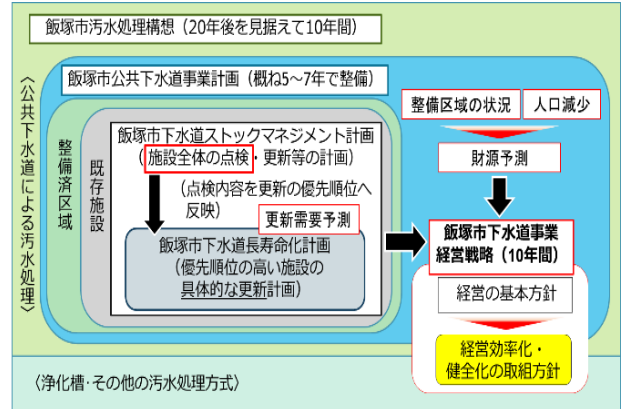 飯塚市汚水処理構想（20年後を見据えて10年間）
〈公共下水道による汚水処理〉
飯塚市公共下水道事業計画（概ね5～7年で整備）
整備済区域
既存施設
飯塚市下水道ストックマネジメント計画
（施設全体の点検・更新等の計画）
（点検内容を更新の優先順位へ
反映）
更新需要予測
飯塚市下水道長寿命化計画
（優先順位の高い施設の
具体的な更新計画）
整備区域の状況
人口減少
財源予測
飯塚市下水道事業
経営戦略（10年間）
経営の基本方針
経営効率化・
健全化の取組方針
〈浄化槽･その他の汚水処理方式〉